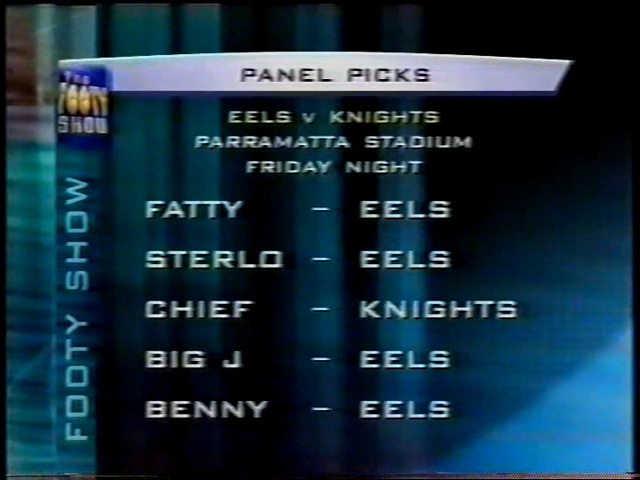 PANEL PICKS
The
FOOTY
SHOW
EELS v KNIGHTS
PARRAMATTA STADIUM
FRIDAY NIGHT
FATTY - EELS
STERLO - EELS
CHIEF - KNIGHTS
BIG J - EELS
BENNY - EELS
FOOTY SHOW